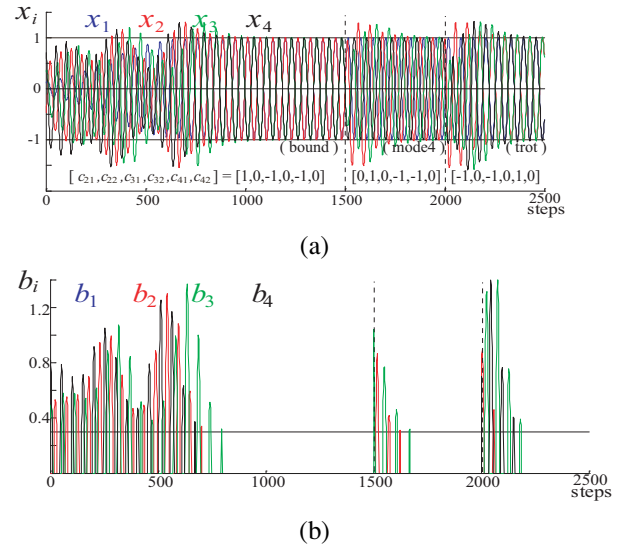 x_i x_1 x_2 x_3 x_4
1
0
-1
( bound ) ( mode4 ) ( trot )
[ c_21, c_22, c_31, c_32, c_41, c_42 ] = [1,0,-1,0,-1,0] [0,1,0,-1,-1,0] [-1,0,-1,0,1,0]
0 500 1000 1500 2000 2500
steps
(a)
b_i b_1 b_2 b_3 b_4
1.2
0.8
0.4
0 500 1000 1500 2000 2500
steps
(b)